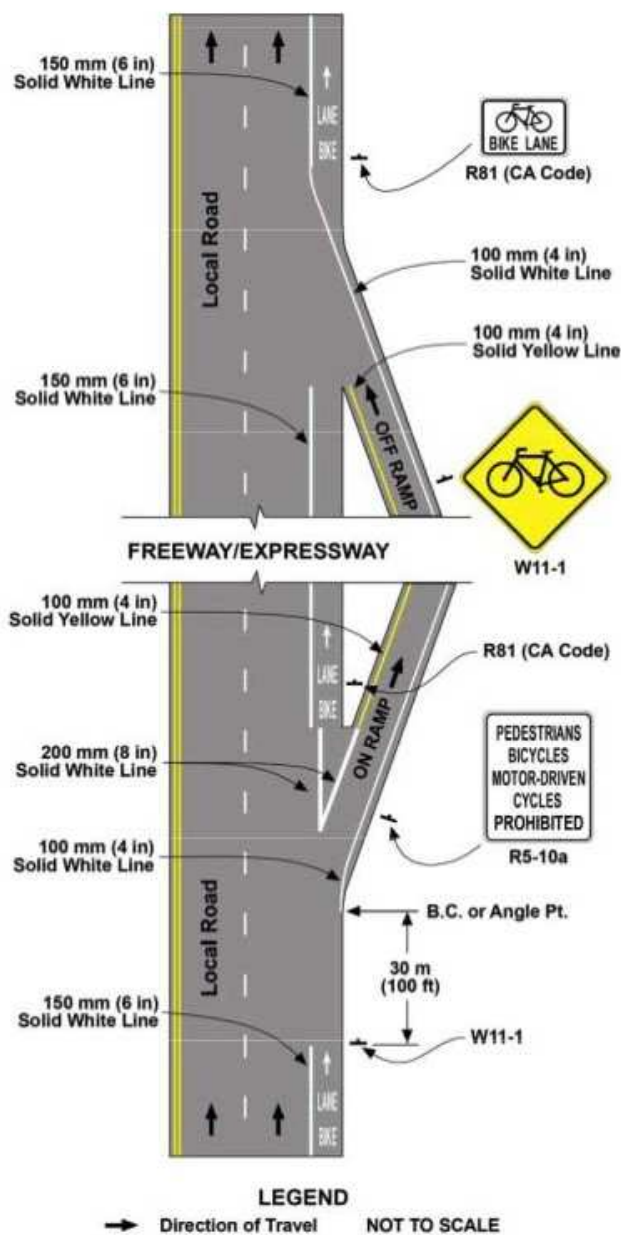 150 mm (6 in)
Solid White Line
LANE
BIKE
BIKE LANE
R81 (CA Code)
Local Road
100 mm (4 in)
Solid White Line
100 mm (4 in)
Solid Yellow Line
150 mm (6 in)
Solid White Line
OFF RAMP
W11-1
FREEWAY/EXPRESSWAY
100 mm (4 in)
Solid Yellow Line
LANE
BIKE
R81 (CA Code)
ON RAMP
200 mm (8 in)
Solid White Line
PEDESTRIANS
BICYCLES
MOTOR-DRIVEN
CYCLES
PROHIBITED
R5-10a
100 mm (4 in)
Solid White Line
B.C. or Angle Pt.
Local Road
30 m
(100 ft)
150 mm (6 in)
Solid White Line
W11-1
LANE
BIKE
LEGEND
Direction of Travel NOT TO SCALE